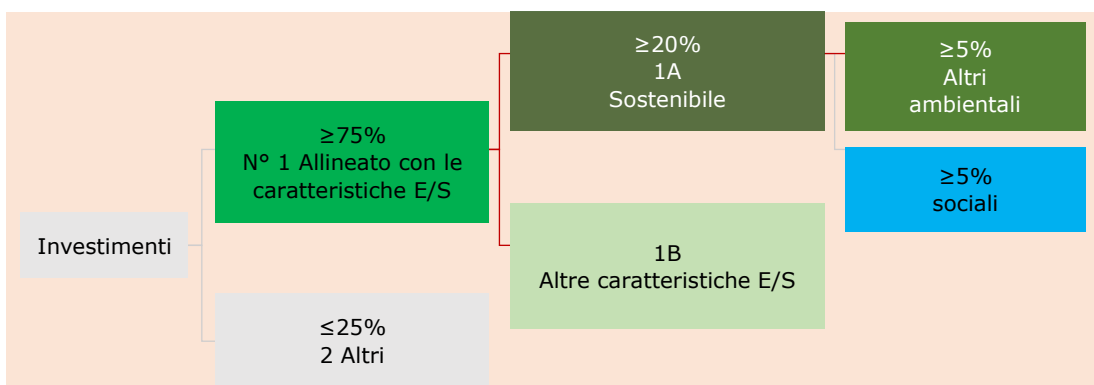 Investimenti
≥75%
N° 1 Allineato con le
caratteristiche E/S
≤25%
2 Altri
≥20%
1A
Sostenibile
1B
Altre caratteristiche E/S
≥5%
Altri
ambientali
≥5%
sociali